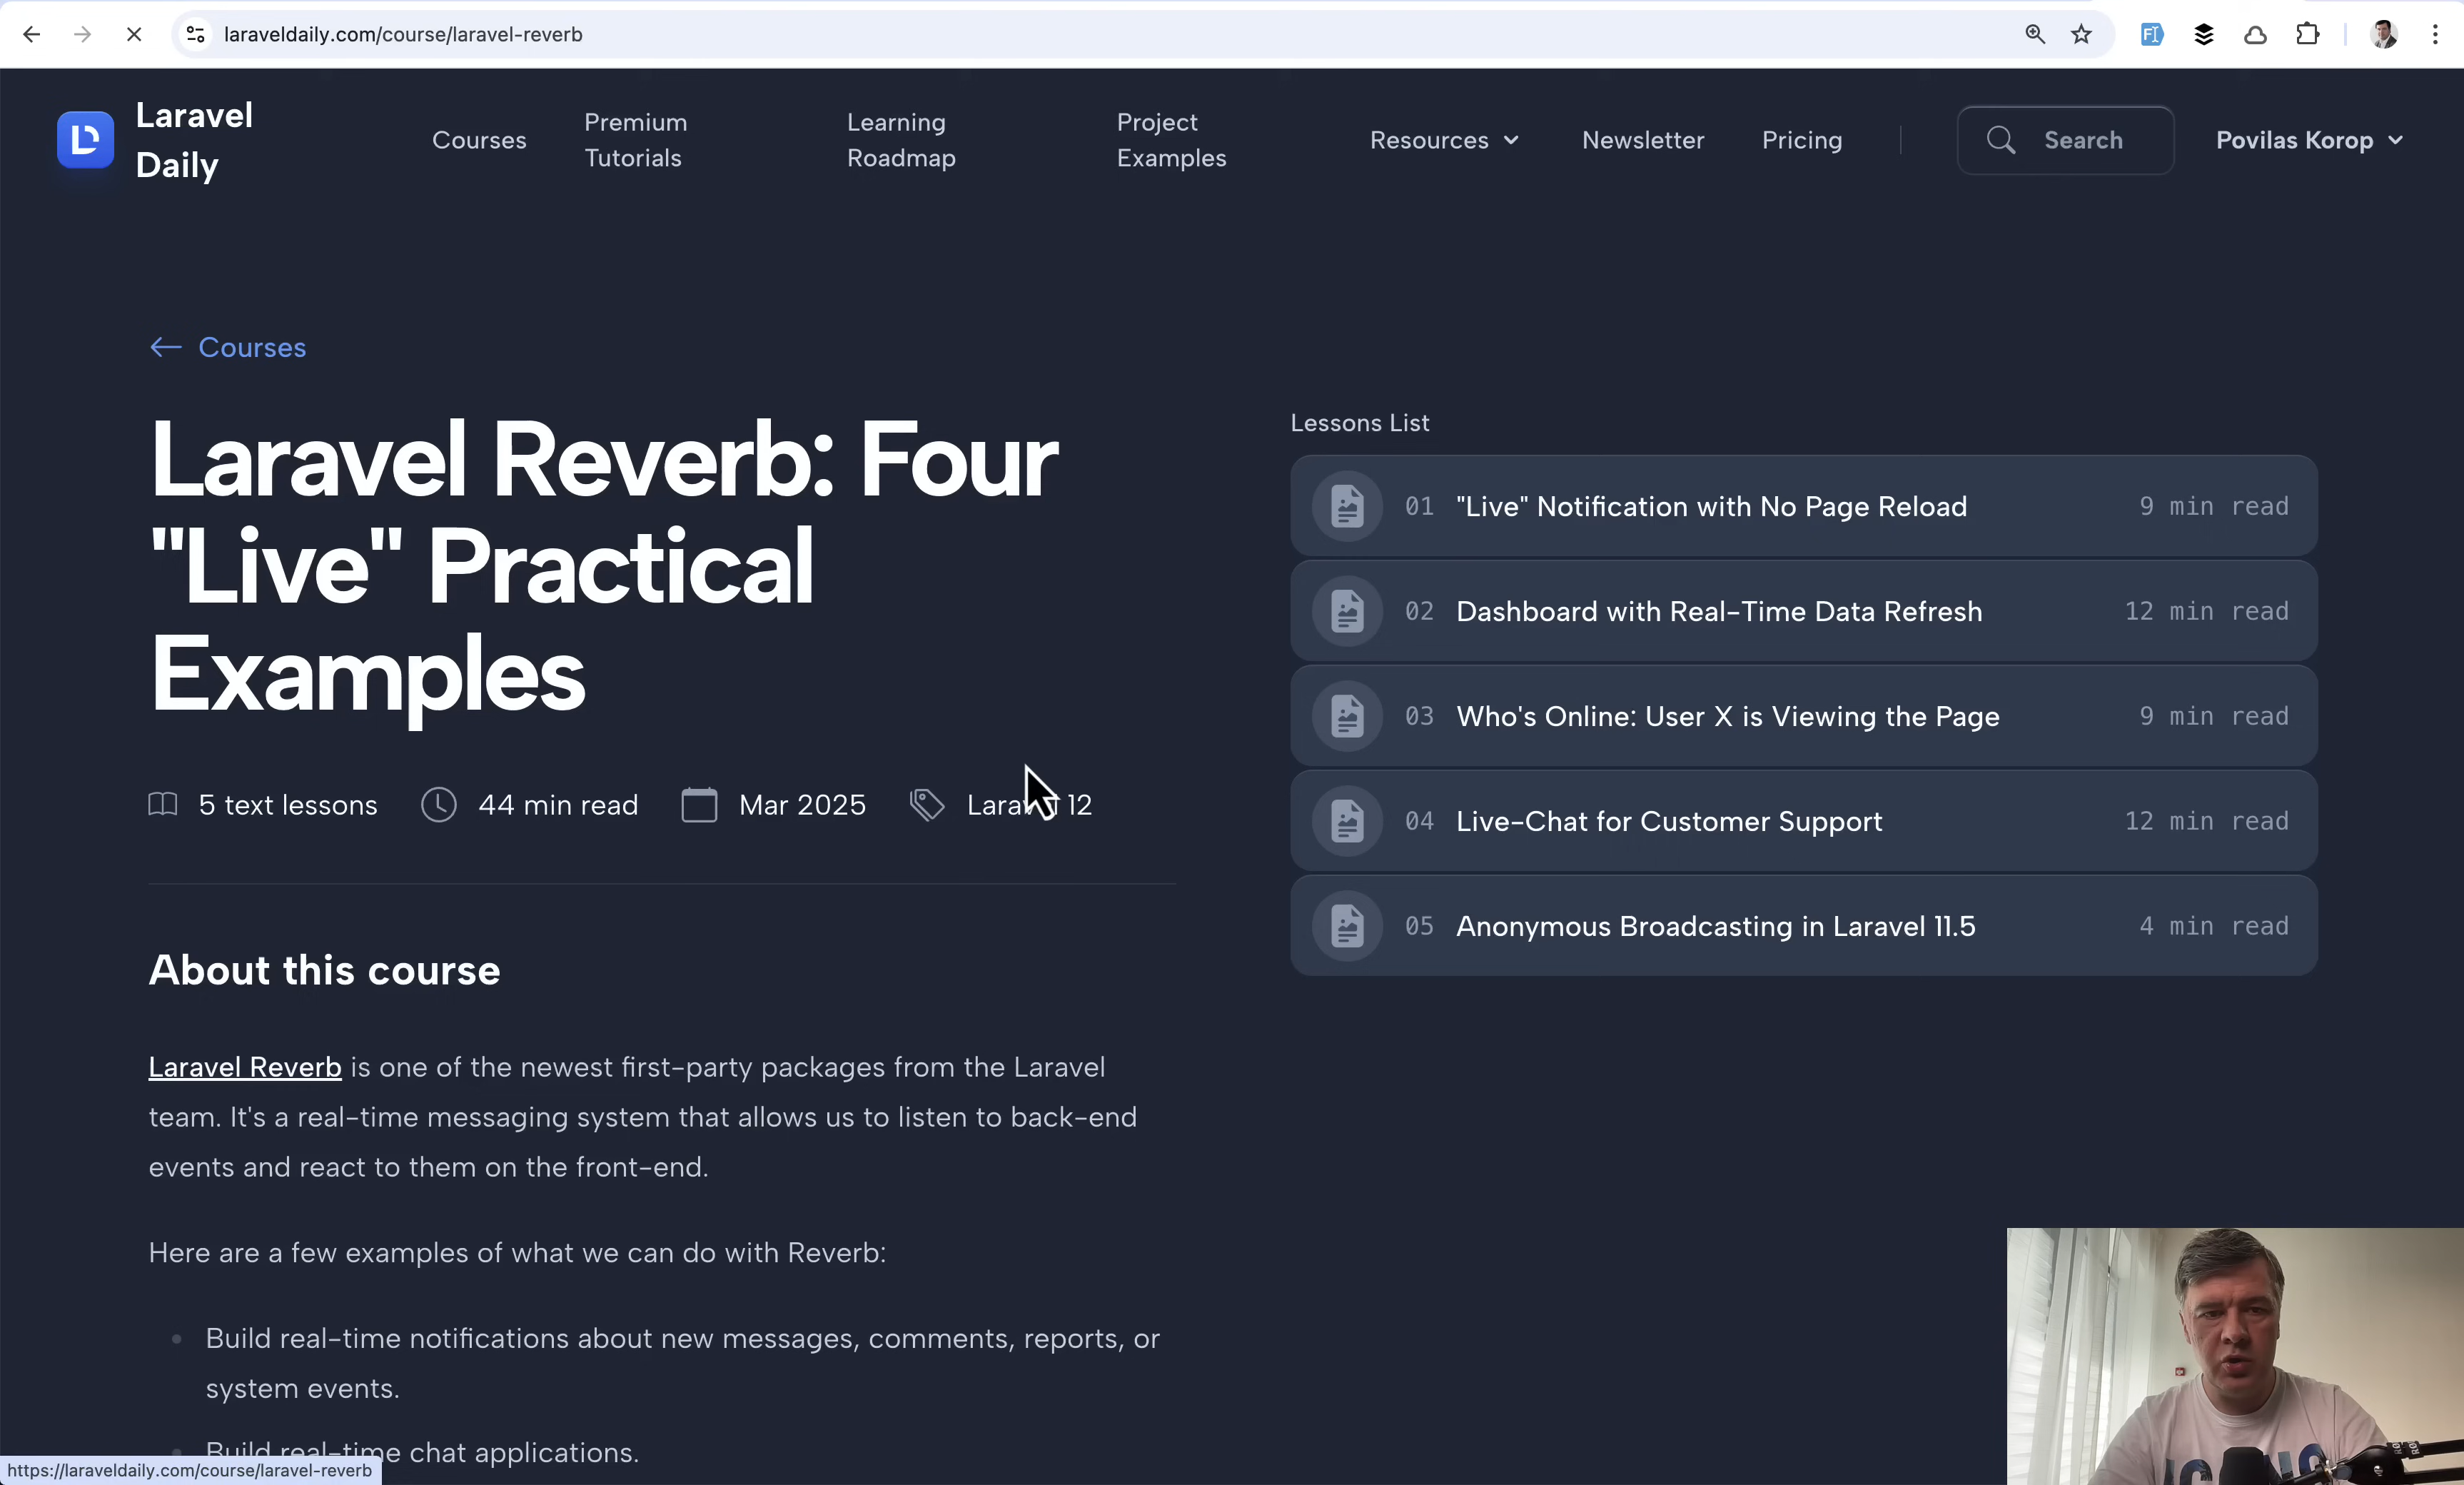 laraveldaily.com/course/laravel-reverb
Laravel
Daily
Courses
Premium
Tutorials
Learning
Roadmap
Project
Examples
Resources
Newsletter
Pricing
Search
Povilas Korop
Courses
Laravel Reverb: Four
"Live" Practical
Examples
5 text lessons
44 min read
Mar 2025
12
About this course
Laravel Reverb is one of the newest first-party packages from the Laravel
team. It's a real-time messaging system that allows us to listen to back-end
events and react to them on the front-end.
Here are a few examples of what we can do with Reverb:
Build real-time notifications about new messages, comments, reports, or
system events.
Build real-time chat applications.
Lessons List
01 "Live" Notification with No Page Reload 9 min read
02 Dashboard with Real-Time Data Refresh 12 min read
03 Who's Online: User X is Viewing the Page 9 min read
04 Live-Chat for Customer Support 12 min read
05 Anonymous Broadcasting in Laravel 11.5 4 min read
https://laraveldaily.com/course/laravel-reverb